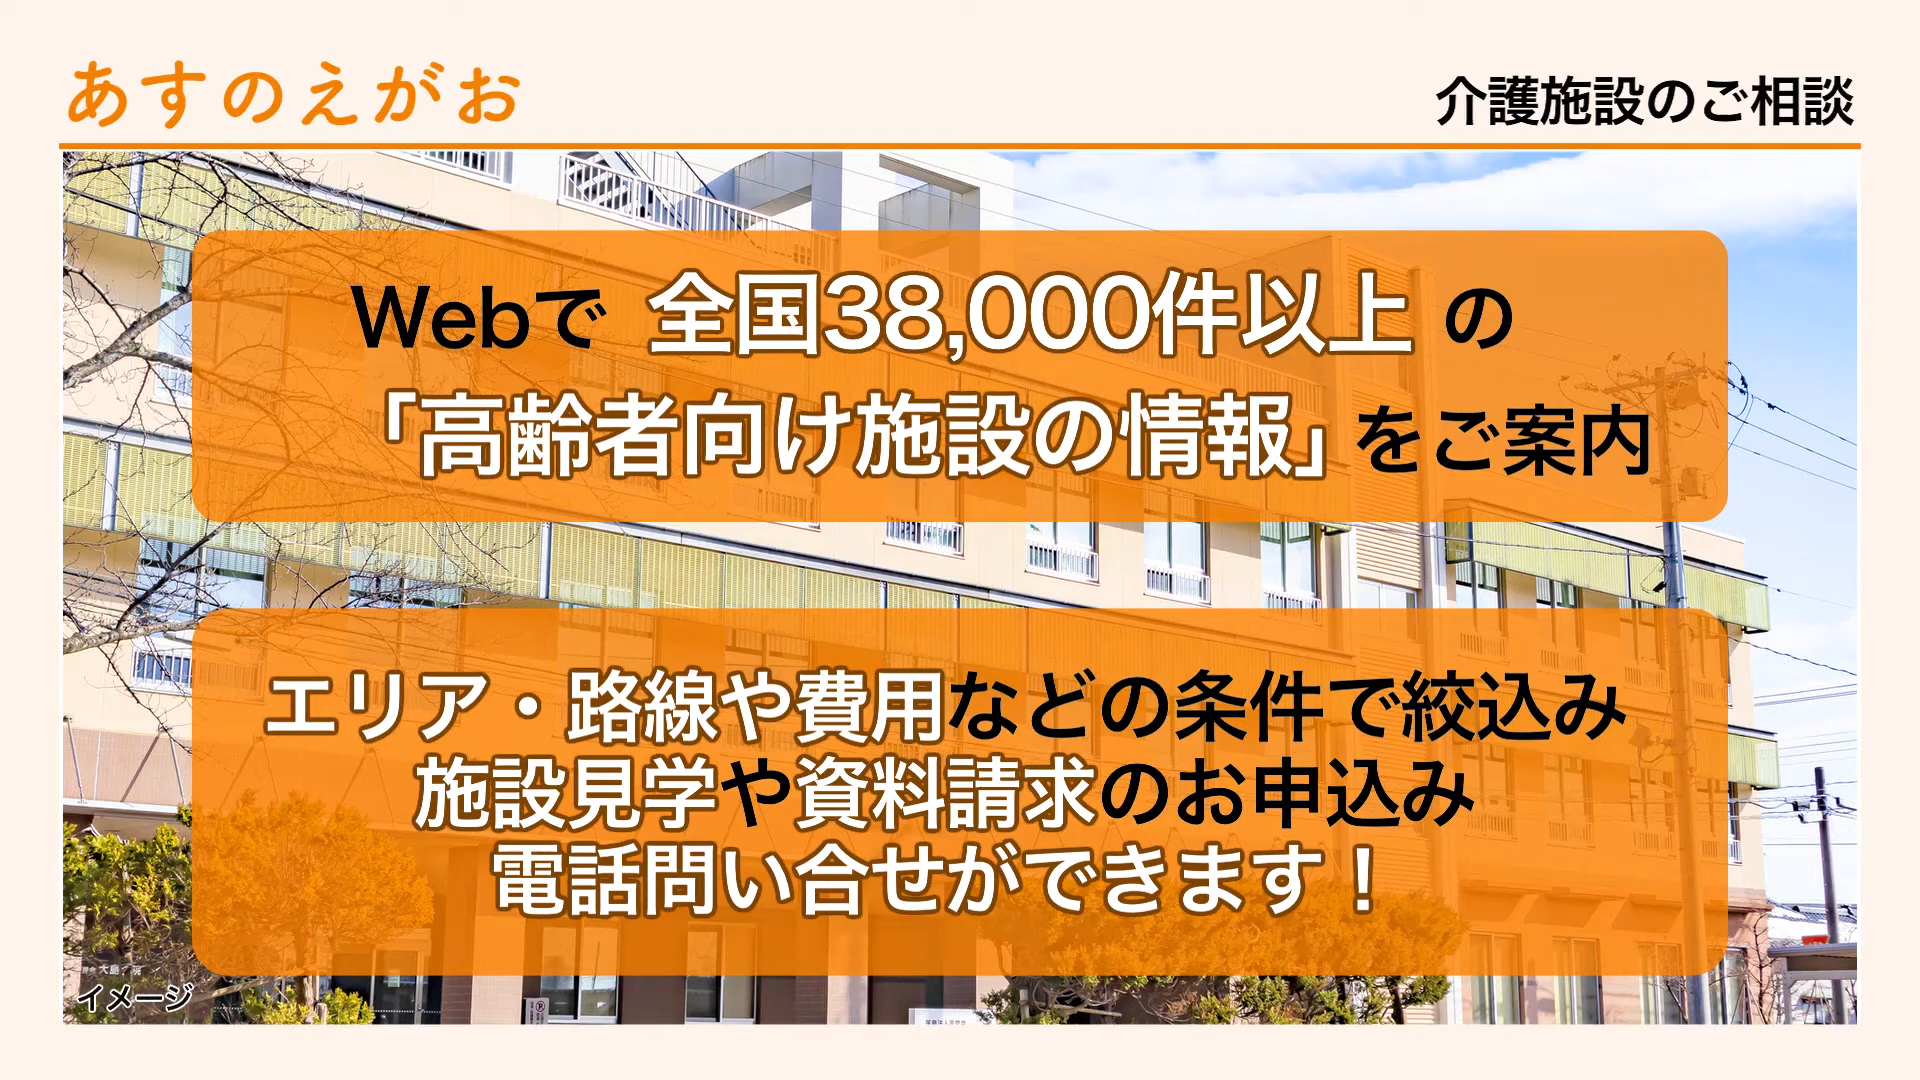 あすのえがお
介護施設のご相談
Webで 全国38,000件以上 の
「高齢者向け施設の情報」をご案内
エリア・路線や費用などの条件で絞込み
施設見学や資料請求のお申込み
電話問い合せができます！
イメージ